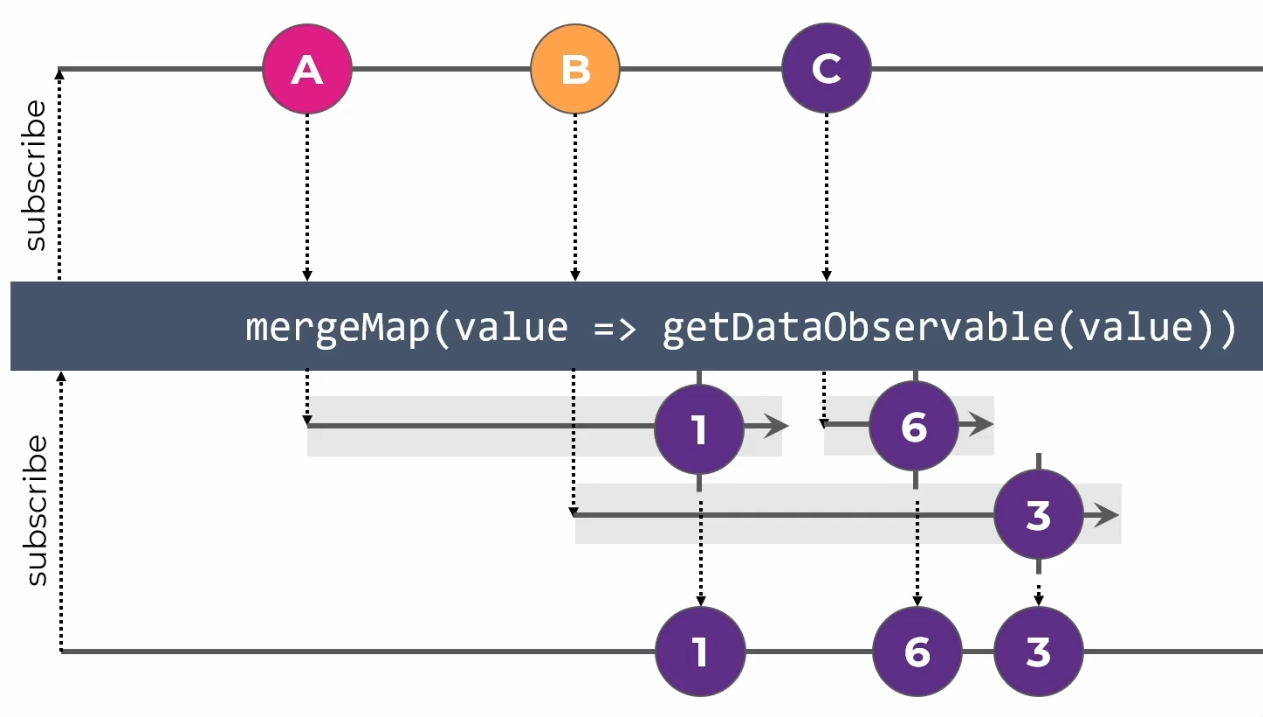 A B C
subscribe
mergeMap(value => getDataObservable(value))
1 6
3
subscribe
1 6 3